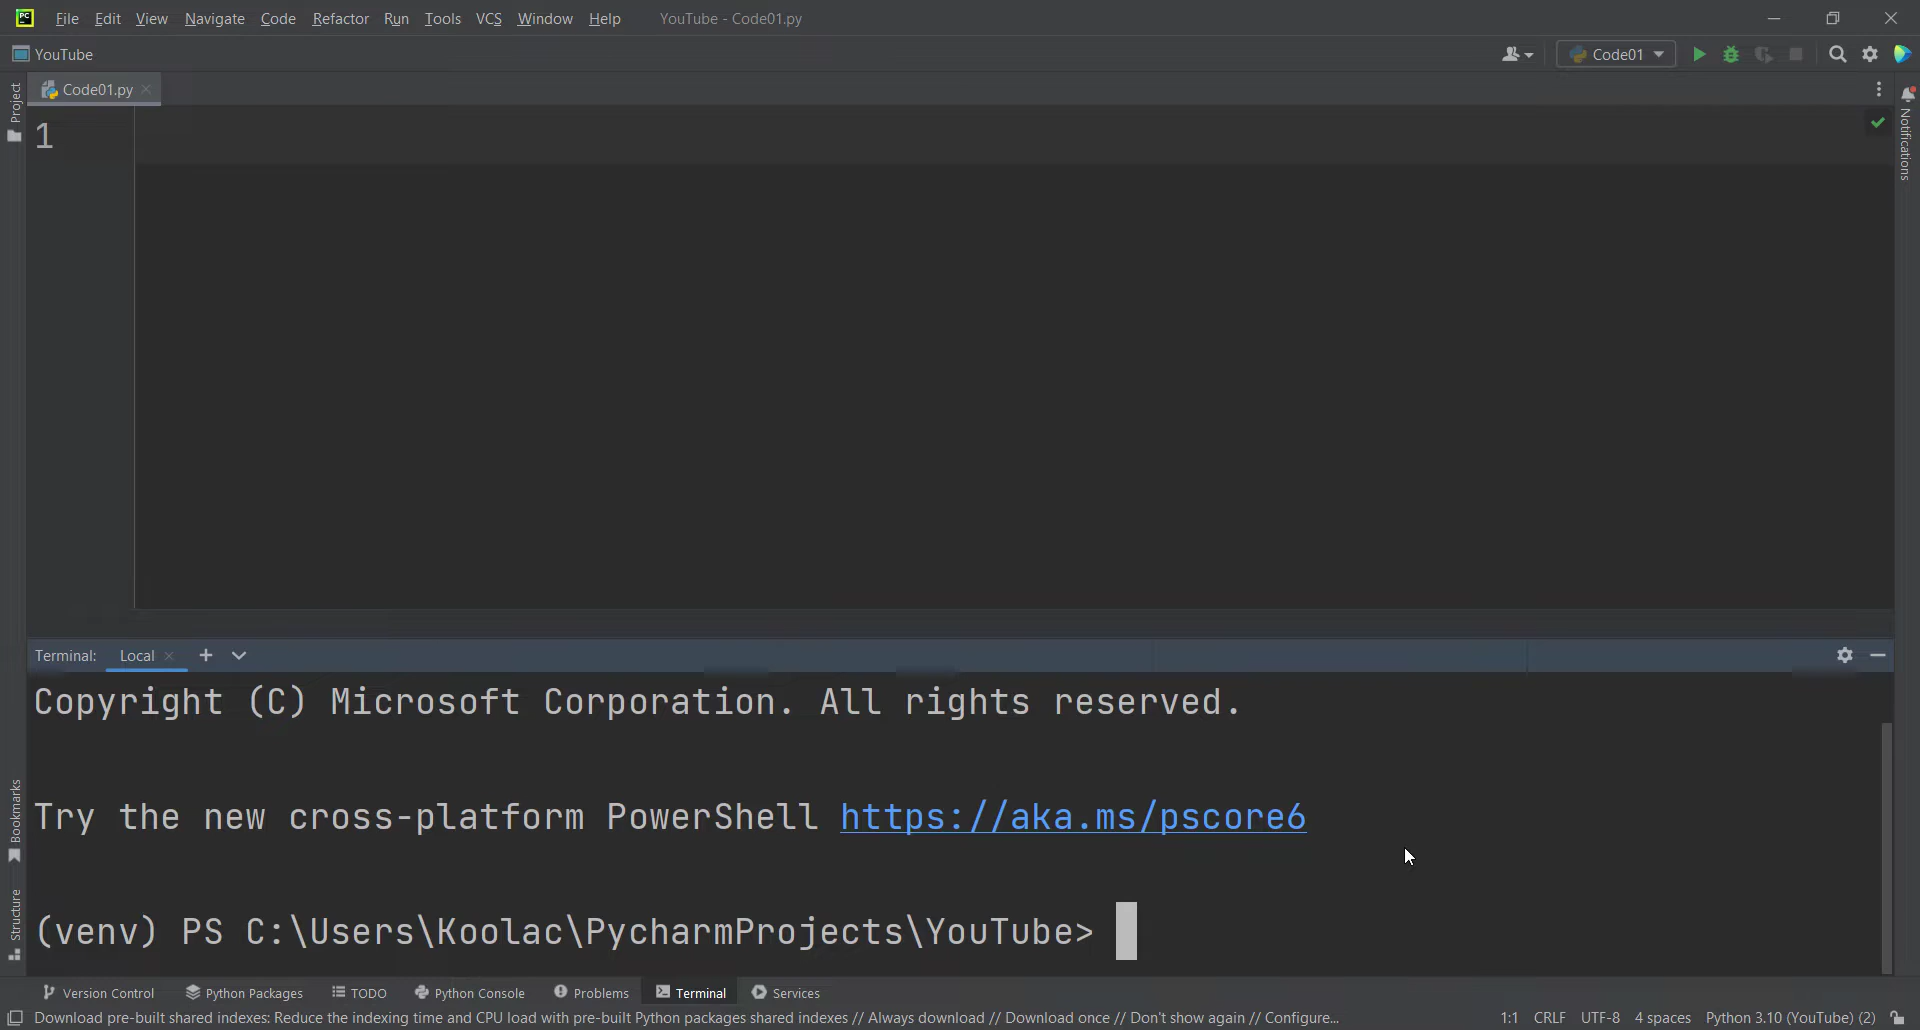 PC File Edit View Navigate Code Refactor Run Tools VCS Window Help YouTube - Code01.py
YouTube
Code01
Project
Code01.py
Notifications
1
Terminal: Local
Copyright (C) Microsoft Corporation. All rights reserved.
Try the new cross-platform PowerShell https://aka.ms/pscore6
Bookmarks
(venv) PS C:\Users\Koolac\PycharmProjects\YouTube>
Structure
Version Control Python Packages TODO Python Console Problems Terminal Services
Download pre-built shared indexes: Reduce the indexing time and CPU load with pre-built Python packages shared indexes // Always download // Download once // Don't show again // Configure... 1:1 CRLF UTF-8 4 spaces Python 3.10 (YouTube) (2)